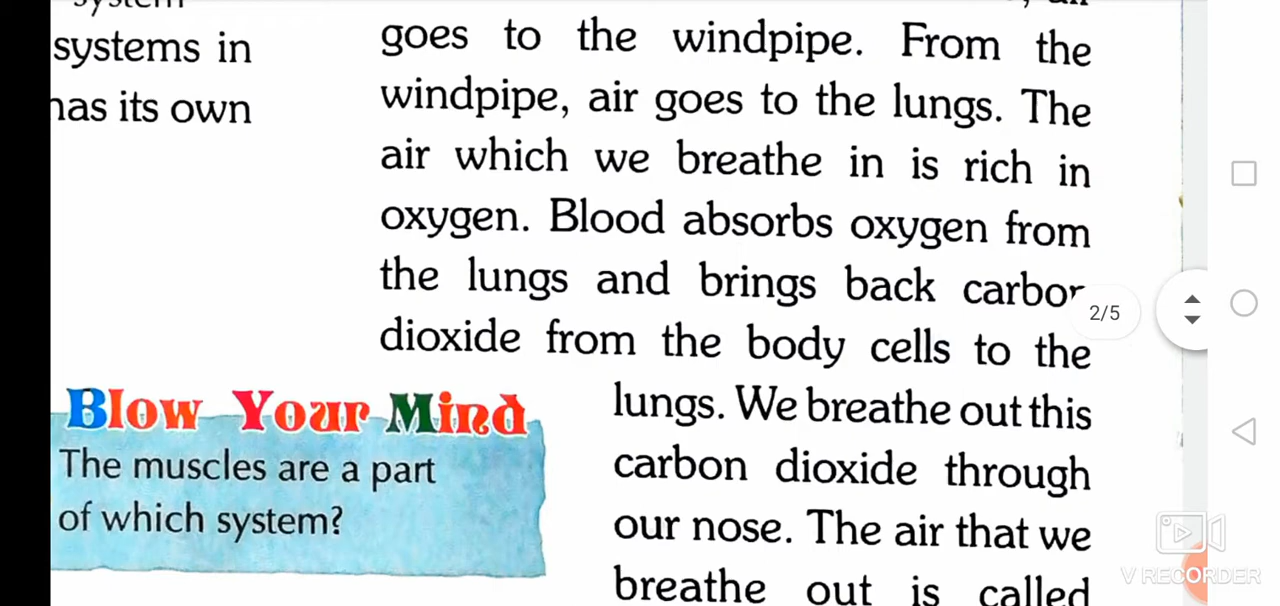 system
systems in
has its own
goes to the windpipe. From the
windpipe, air goes to the lungs. The
air which we breathe in is rich in
oxygen. Blood absorbs oxygen from
the lungs and brings back carbon
dioxide from the body cells to the
lungs. We breathe out this
carbon dioxide through
our nose. The air that we
breathe out is called
Blow Your Mind
The muscles are a part
of which system?
2/5
V RECORDER